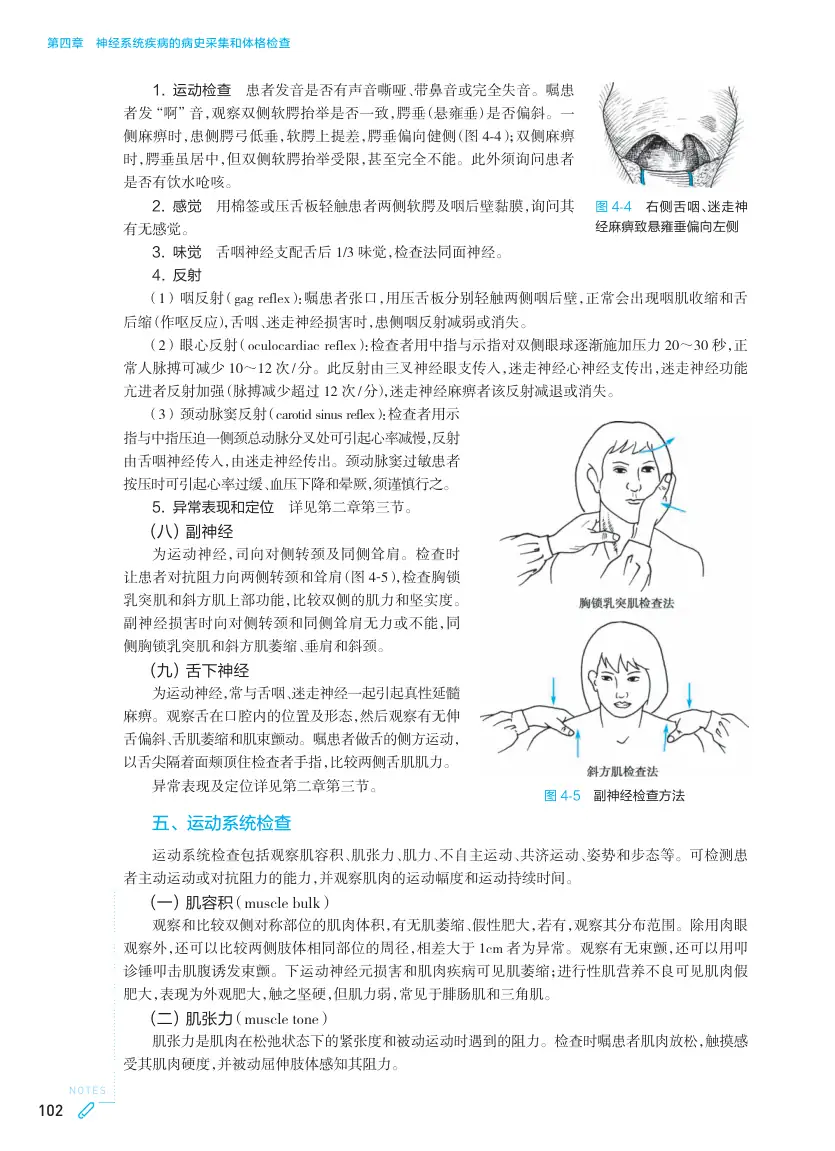 第四章　神经系统疾病的病史采集和体格检查
1. 运动检查　患者发音是否有声音嘶哑、带鼻音或完全失音。嘱患
者发“啊”音,观察双侧软腭抬举是否一致,腭垂(悬雍垂)是否偏斜。一
侧麻痹时,患侧腭弓低垂,软腭上提差,腭垂偏向健侧(图 4-4);双侧麻痹
时,腭垂虽居中,但双侧软腭抬举受限,甚至完全不能。此外须询问患者
是否有饮水呛咳。
2. 感觉　用棉签或压舌板轻触患者两侧软腭及咽后壁黏膜,询问其
有无感觉。
图 4-4　右侧舌咽、迷走神
经麻痹致悬雍垂偏向左侧
3. 味觉　舌咽神经支配舌后 1/3 味觉,检查法同面神经。
4. 反射
(1)咽反射(gag reflex):嘱患者张口,用压舌板分别轻触两侧咽后壁,正常会出现咽肌收缩和舌
后缩(作呕反应),舌咽、迷走神经损害时,患侧咽反射减弱或消失。
(2)眼心反射(oculocardiac reflex):检查者用中指与示指对双侧眼球逐渐施加压力 20～30 秒,正
常人脉搏可减少 10～12 次/分。此反射由三叉神经眼支传入,迷走神经心神经支传出,迷走神经功能
亢进者反射加强(脉搏减少超过 12 次/分),迷走神经麻痹者该反射减退或消失。
(3)颈动脉窦反射(carotid sinus reflex):检查者用示
指与中指压迫一侧颈总动脉分叉处可引起心率减慢,反射
由舌咽神经传入,由迷走神经传出。颈动脉窦过敏患者
按压时可引起心率过缓、血压下降和晕厥,须谨慎行之。
5. 异常表现和定位　详见第二章第三节。
(八)副神经
为运动神经,司向对侧转颈及同侧耸肩。检查时
让患者对抗阻力向两侧转颈和耸肩(图 4-5),检查胸锁
乳突肌和斜方肌上部功能,比较双侧的肌力和坚实度。
副神经损害时向对侧转颈和同侧耸肩无力或不能,同
侧胸锁乳突肌和斜方肌萎缩、垂肩和斜颈。
(九)舌下神经
为运动神经,常与舌咽、迷走神经一起引起真性延髓
麻痹。观察舌在口腔内的位置及形态,然后观察有无伸
舌偏斜、舌肌萎缩和肌束颤动。嘱患者做舌的侧方运动,
以舌尖隔着面颊顶住检查者手指,比较两侧舌肌肌力。
异常表现及定位详见第二章第三节。
胸锁乳突肌检查法
斜方肌检查法
图 4-5　副神经检查方法
五、运动系统检查
运动系统检查包括观察肌容积、肌张力、肌力、不自主运动、共济运动、姿势和步态等。可检测患
者主动运动或对抗阻力的能力,并观察肌肉的运动幅度和运动持续时间。
(一)肌容积(muscle bulk)
观察和比较双侧对称部位的肌肉体积,有无肌萎缩、假性肥大,若有,观察其分布范围。除用肉眼
观察外,还可以比较两侧肢体相同部位的周径,相差大于 1cm 者为异常。观察有无束颤,还可以用叩
诊锤叩击肌腹诱发束颤。下运动神经元损害和肌肉疾病可见肌萎缩;进行性肌营养不良可见肌肉假
肥大,表现为外观肥大,触之坚硬,但肌力弱,常见于腓肠肌和三角肌。
(二)肌张力(muscle tone)
肌张力是肌肉在松弛状态下的紧张度和被动运动时遇到的阻力。检查时嘱患者肌肉放松,触摸感
受其肌肉硬度,并被动屈伸肢体感知其阻力。
NOTES
102